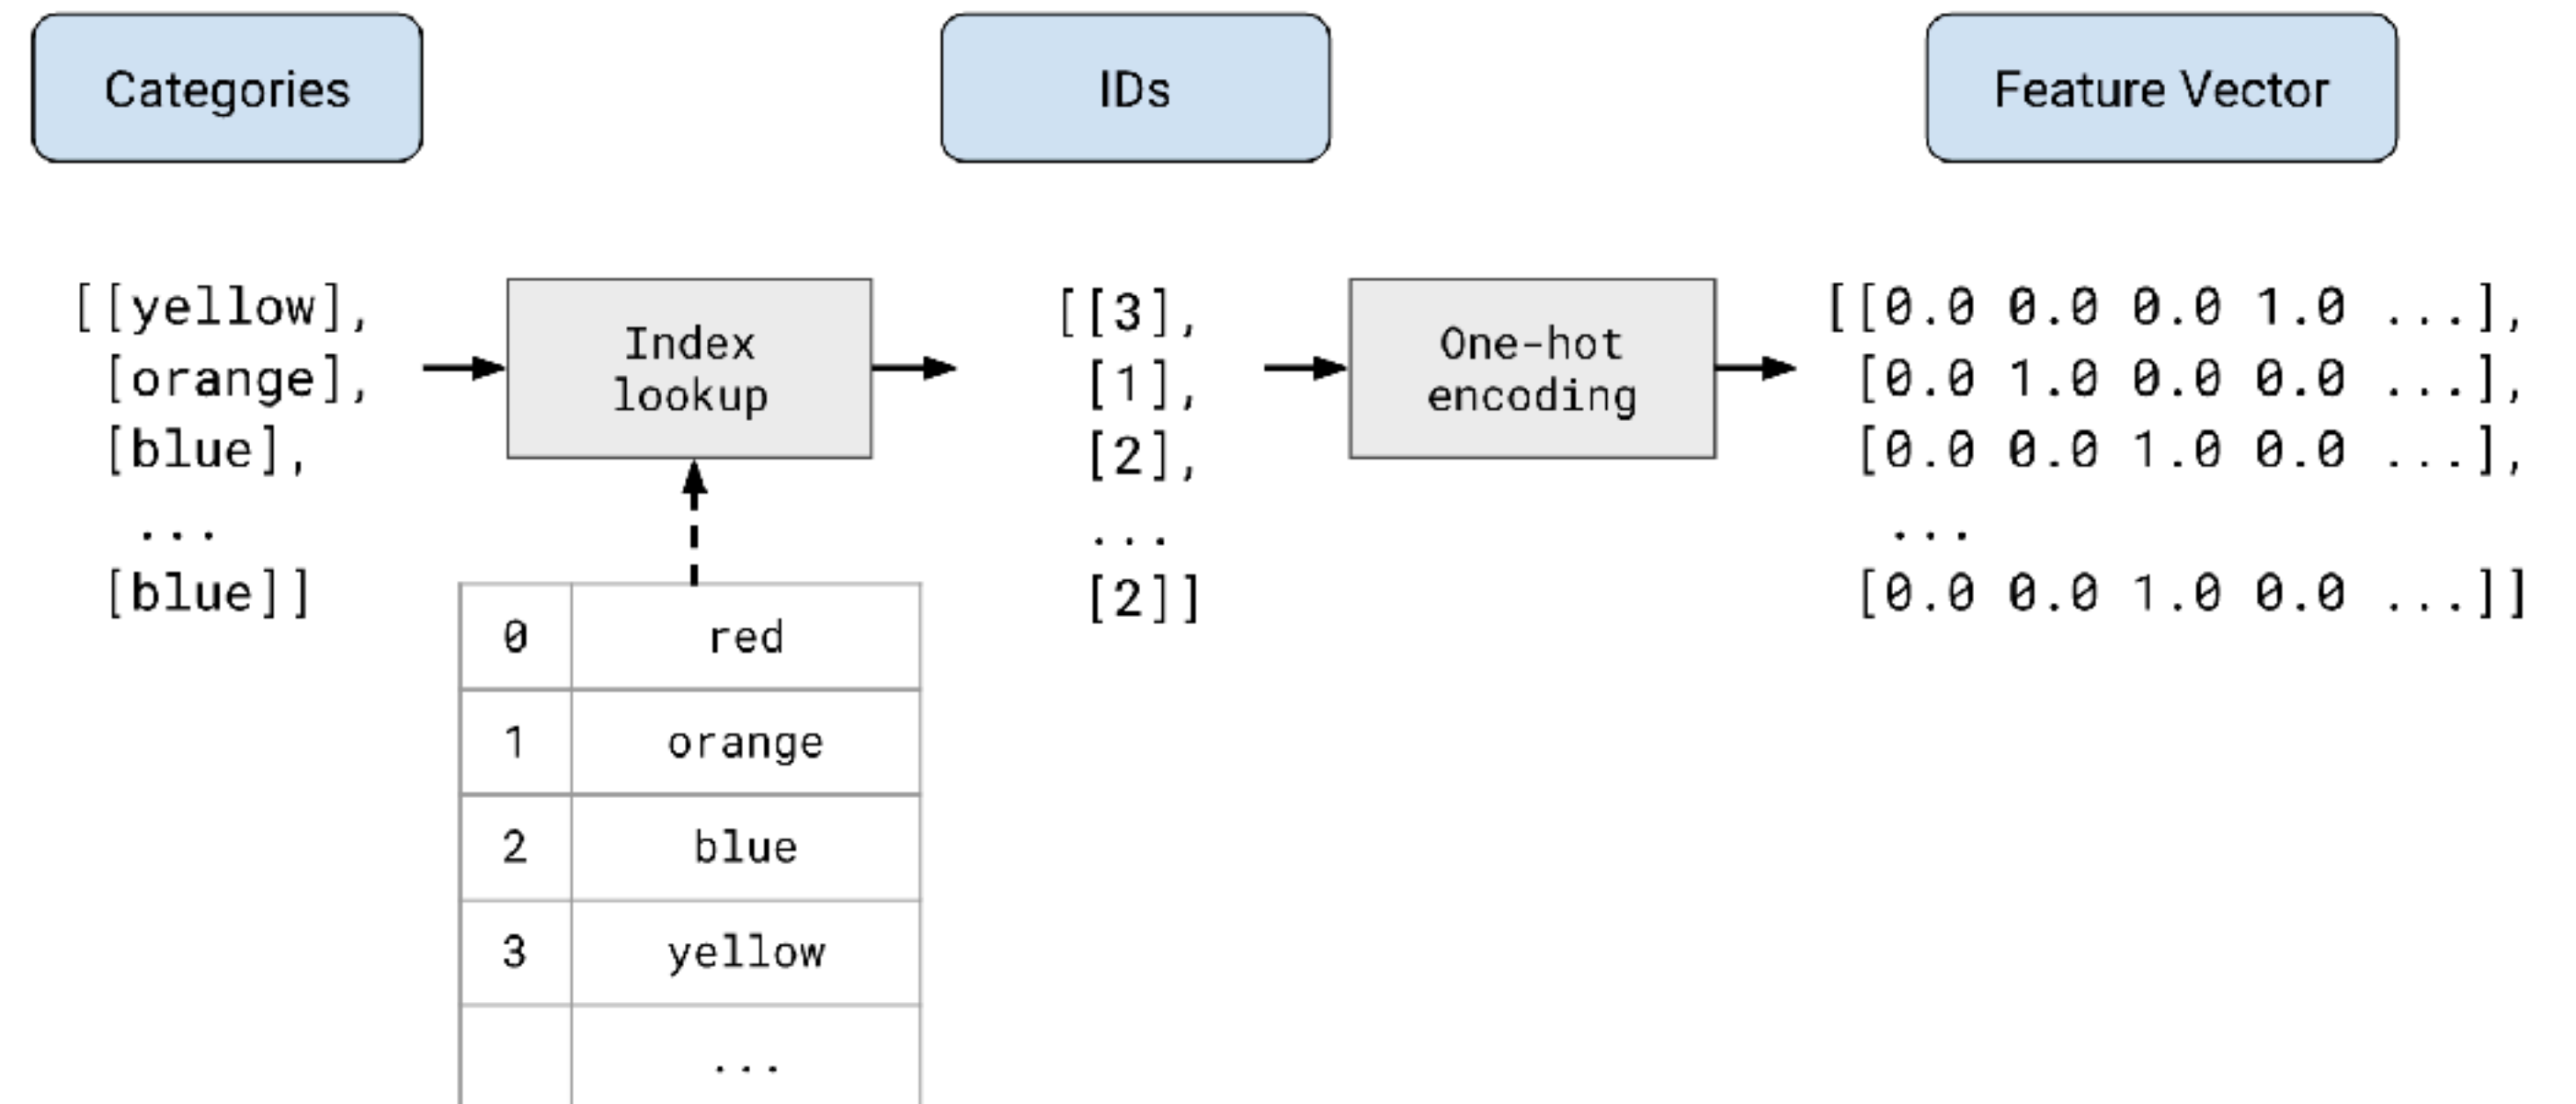 Categories
IDs
Feature Vector
[[yellow],
[orange],
[blue],
...
[blue]]
Index
lookup
[[3],
[1],
[2],
...
[2]]
One-hot
encoding
[[0.0 0.0 0.0 1.0 ...],
[0.0 1.0 0.0 0.0 ...],
[0.0 0.0 1.0 0.0 ...],
...
[0.0 0.0 1.0 0.0 ...]]
0 red
1 orange
2 blue
3 yellow
...